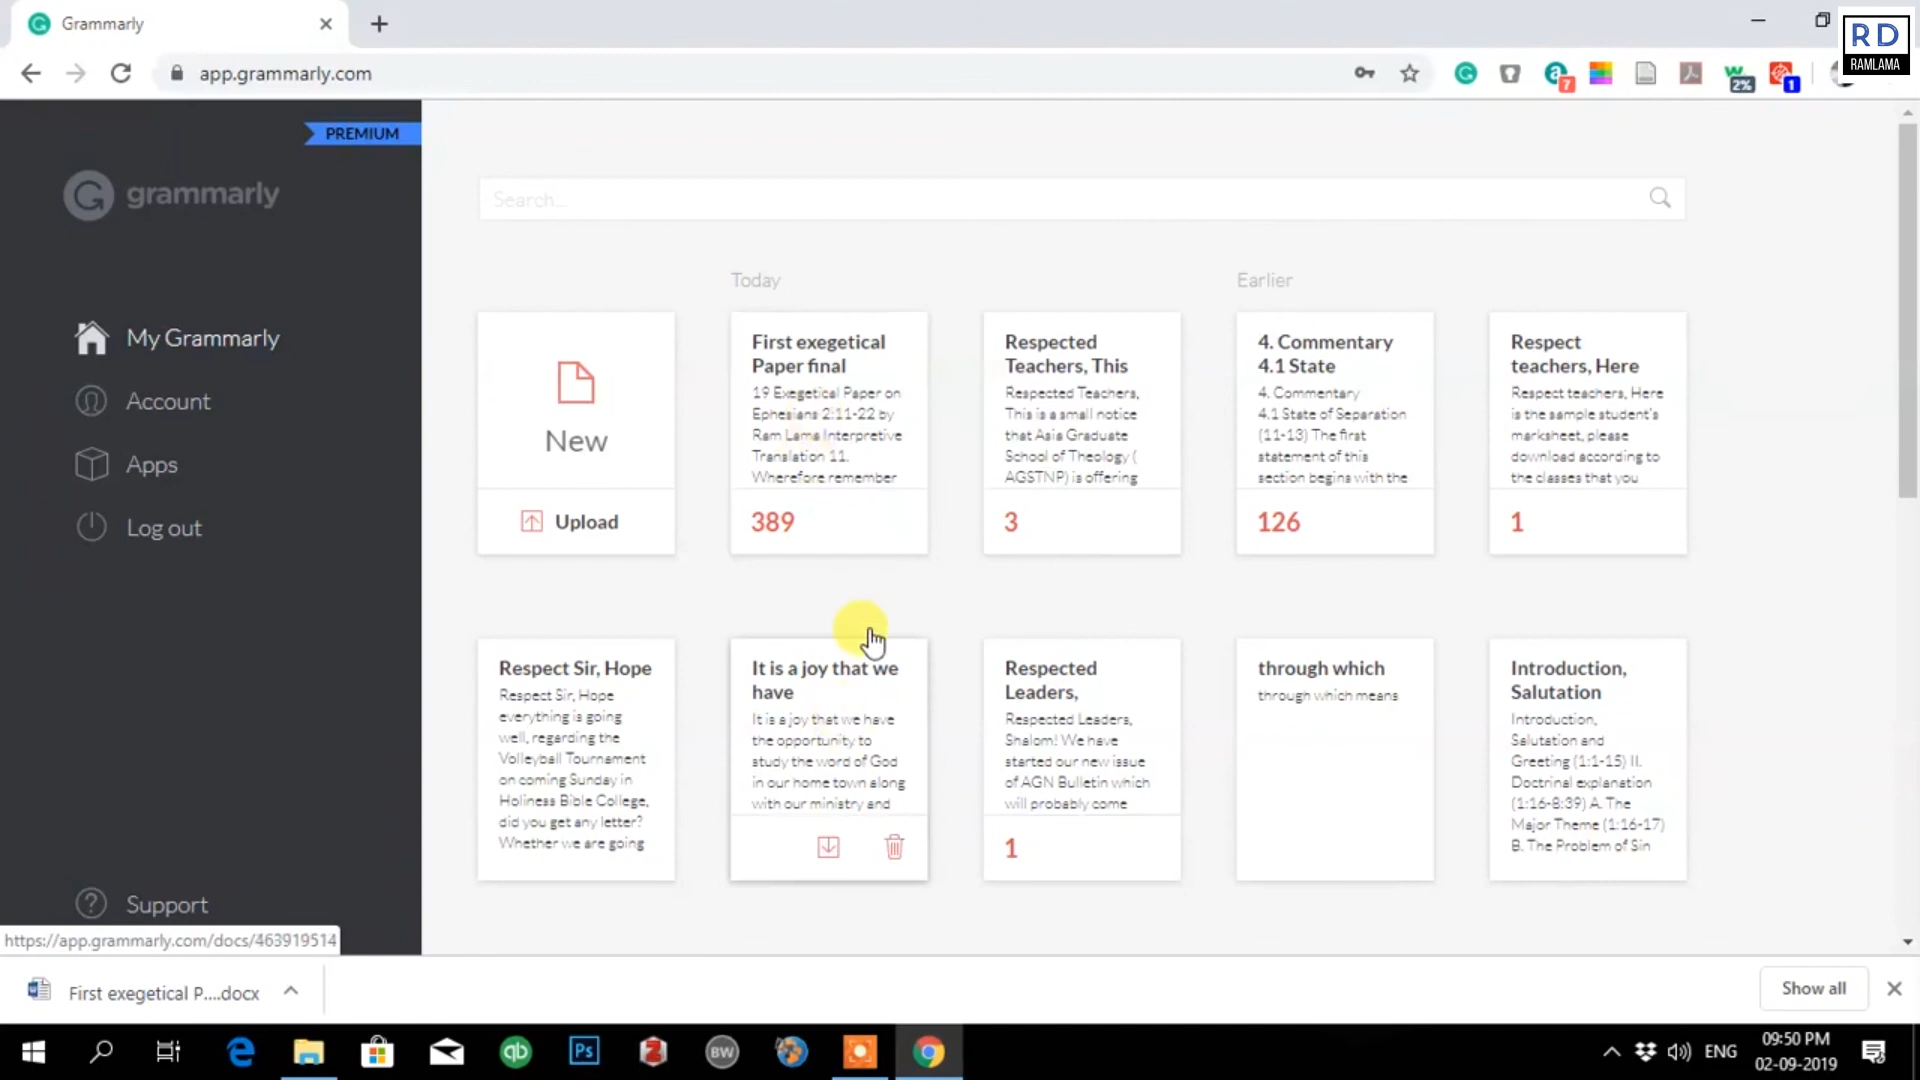 Grammarly
RD
RAMLAMA
app.grammarly.com
7
2%
1
PREMIUM
grammarly
Search...
Today
Earlier
My Grammarly
Account
Apps
Log out
Support
New
Upload
First exegetical
Paper final
19 Exegetical Paper on
Ephesians 2:11-22 by
Ram Lama Interpretive
Translation 11.
Wherefore remember
389
Respected
Teachers, This
Respected Teachers,
This is a small notice
that Asia Graduate
School of Theology (
AGSTNP) is offering
3
4. Commentary
4.1 State
4. Commentary
4.1 State of Separation
(11-13) The first
statement of this
section begins with the
126
Respect
teachers, Here
Respect teachers, Here
is the sample student's
marksheet, please
download according to
the classes that you
1
Respect Sir, Hope
Respect Sir, Hope
everything is going
well, regarding the
Volleyball Tournament
on coming Sunday in
Holiness Bible College,
did you get any letter?
Whether we are going
It is a joy that we
have
It is a joy that we have
the opportunity to
study the word of God
in our home town along
with our ministry and
Respected
Leaders,
Respected Leaders,
Shalom! We have
started our new issue
of AGN Bulletin which
will probably come
1
through which
through which means
Introduction,
Salutation
Introduction,
Salutation and
Greeting (1:1-15) II.
Doctrinal explanation
(1:16-8:39) A. The
Major Theme (1:16-17)
B. The Problem of Sin
https://app.grammarly.com/docs/463919514
First exegetical P....docx
Show all
qb
Ps
BW
ENG
09:50 PM
02-09-2019